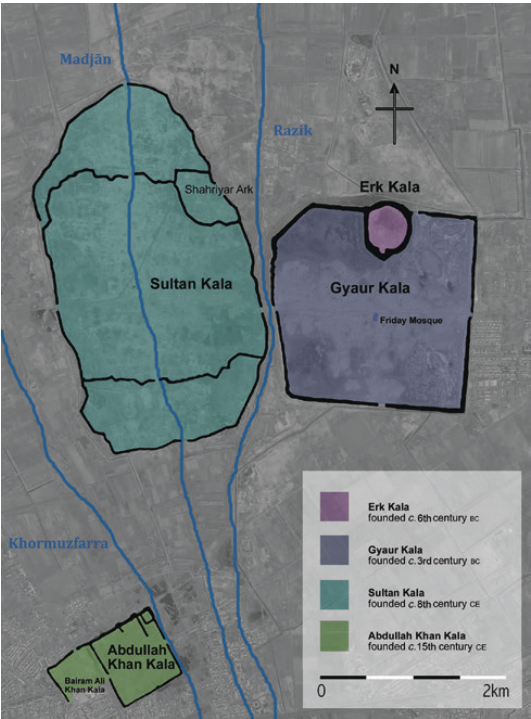 Madjān
Razik
N
Erk Kala
Shahriyar Ark
Sultan Kala
Gyaur Kala
Friday Mosque
Khormuzfarra
Abdullah
Khan Kala
Bairam Ali
Khan Kala
Erk Kala
founded c. 6th century BC
Gyaur Kala
founded c. 3rd century BC
Sultan Kala
founded c. 8th century CE
Abdullah Khan Kala
founded c. 15th century CE
0 2km